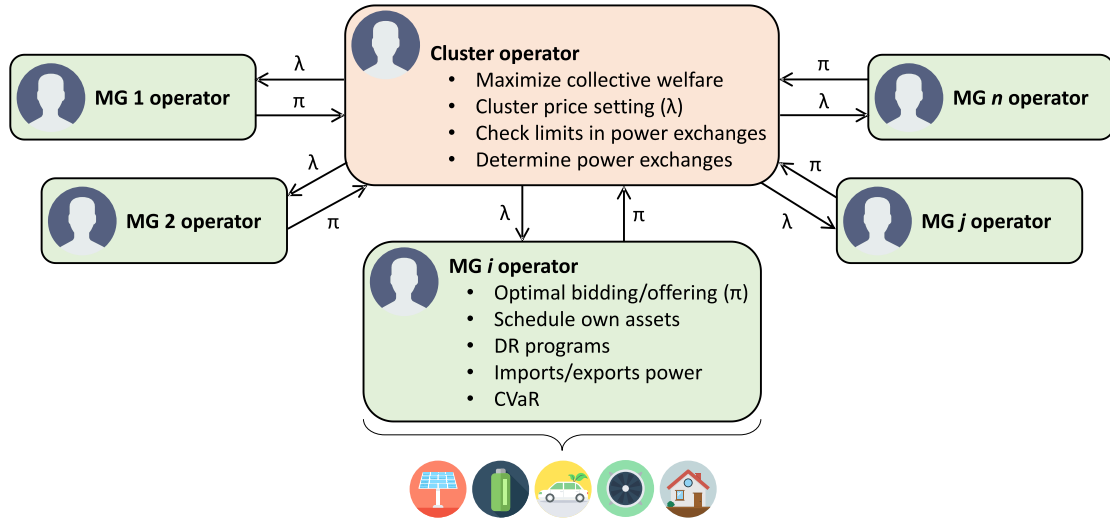 Cluster operator
• Maximize collective welfare
• Cluster price setting (λ)
• Check limits in power exchanges
• Determine power exchanges
MG 1 operator
λ
π
MG n operator
π
λ
MG 2 operator
λ
π
MG j operator
π
λ
λ
π
MG i operator
• Optimal bidding/offering (π)
• Schedule own assets
• DR programs
• Imports/exports power
• CVaR